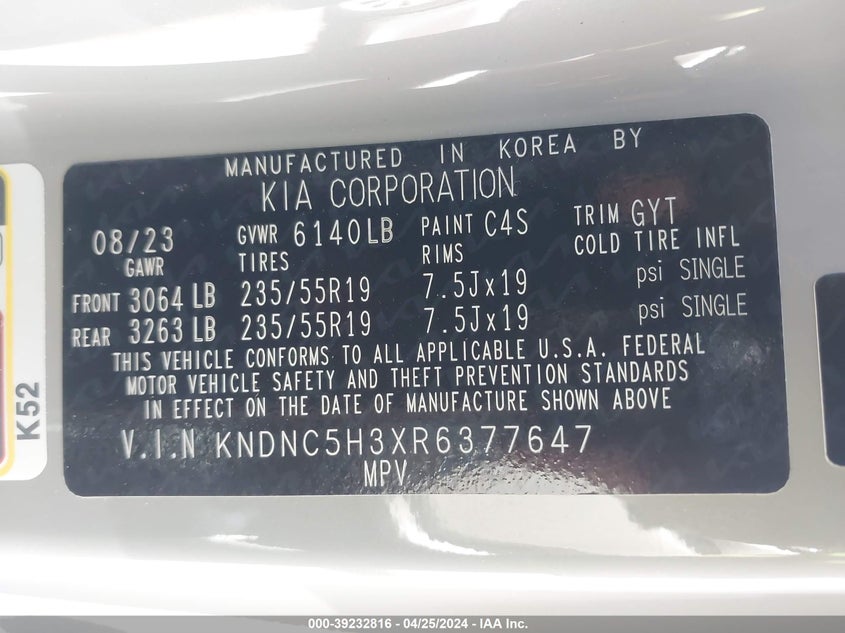 MANUFACTURED IN KOREA BY
KIA CORPORATION
08/23 GVWR 6140LB PAINT C4S TRIM GYT
GAWR TIRES RIMS COLD TIRE INFL
FRONT 3064 LB 235/55R19 7.5Jx19 psi SINGLE
REAR 3263 LB 235/55R19 7.5Jx19 psi SINGLE
THIS VEHICLE CONFORMS TO ALL APPLICABLE U.S.A. FEDERAL
MOTOR VEHICLE SAFETY AND THEFT PREVENTION STANDARDS
IN EFFECT ON THE DATE OF MANUFACTURE SHOWN ABOVE
V.I.N KNDNC5H3XR6377647
MPV
K52
000-39232816 - 04/25/2024 - IAA Inc.